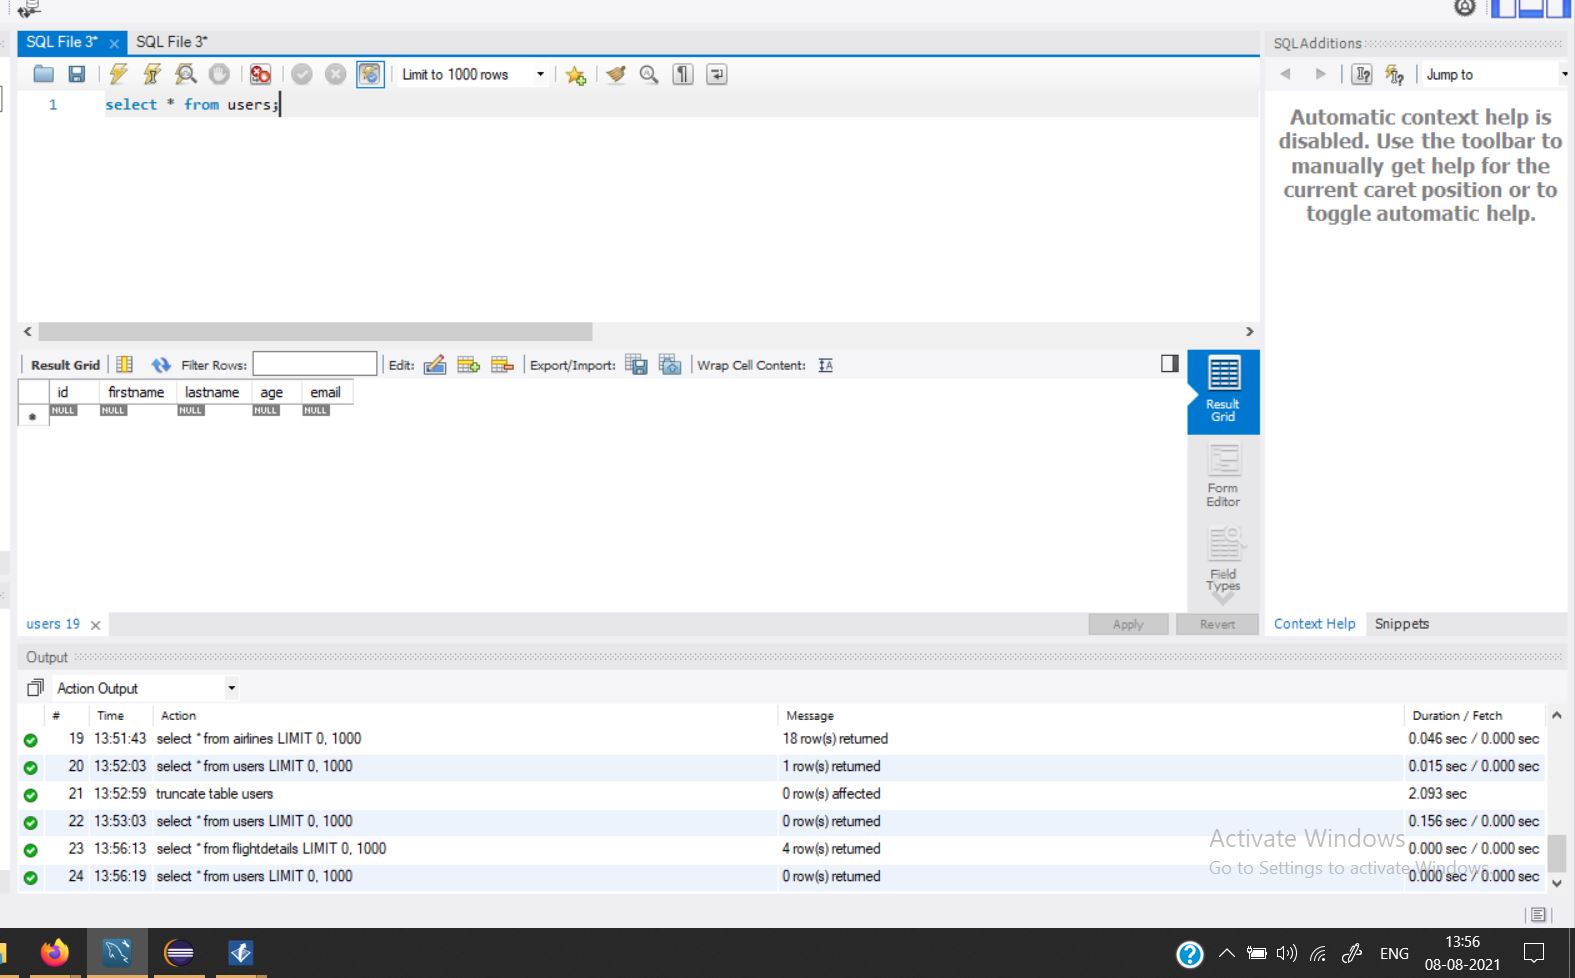 SQL File 3* × SQL File 3*
SQLAdditions
Limit to 1000 rows
Jump to
1 select * from users;
Automatic context help is
disabled. Use the toolbar to
manually get help for the
current caret position or to
toggle automatic help.
Result Grid Filter Rows: Edit: Export/Import: Wrap Cell Content:
id firstname lastname age email
* NULL NULL NULL NULL NULL
Result
Grid
Form
Editor
Field
Types
users 19 × Apply Revert Context Help Snippets
Output
Action Output
# Time Action Message Duration / Fetch
19 13:51:43 select * from airlines LIMIT 0, 1000 18 row(s) returned 0.046 sec / 0.000 sec
20 13:52:03 select * from users LIMIT 0, 1000 1 row(s) returned 0.015 sec / 0.000 sec
21 13:52:59 truncate table users 0 row(s) affected 2.093 sec
22 13:53:03 select * from users LIMIT 0, 1000 0 row(s) returned 0.156 sec / 0.000 sec
23 13:56:13 select * from flightdetails LIMIT 0, 1000 4 row(s) returned 0.000 sec / 0.000 sec
24 13:56:19 select * from users LIMIT 0, 1000 0 row(s) returned 0.000 sec / 0.000 sec
Activate Windows
Go to Settings to activate Windows.
ENG
13:56
08-08-2021